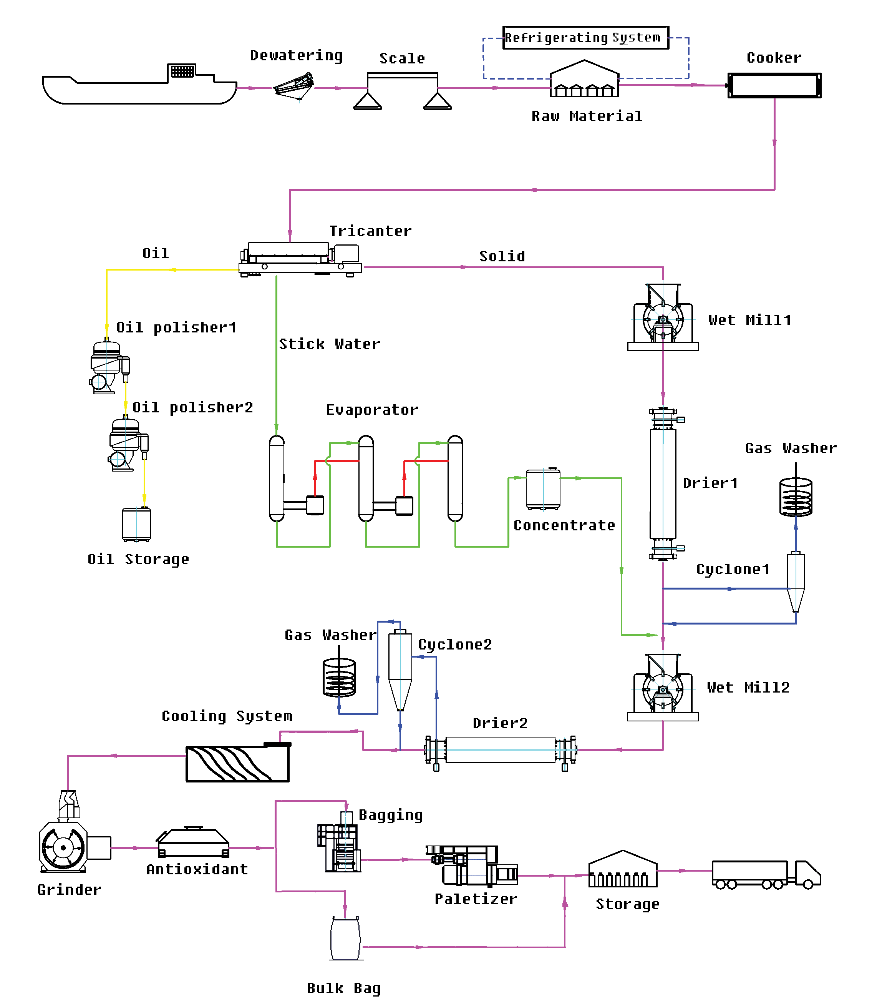 Refrigerating System
Dewatering
Scale
Cooker
Raw Material
Tricanter
Oil
Solid
Oil polisher1
Wet Mill1
Stick Water
Oil polisher2
Evaporator
Gas Washer
Drier1
Concentrate
Oil Storage
Cyclone1
Gas Washer
Cyclone2
Wet Mill2
Cooling System
Drier2
Bagging
Antioxidant
Grinder
Paletizer
Storage
Bulk Bag